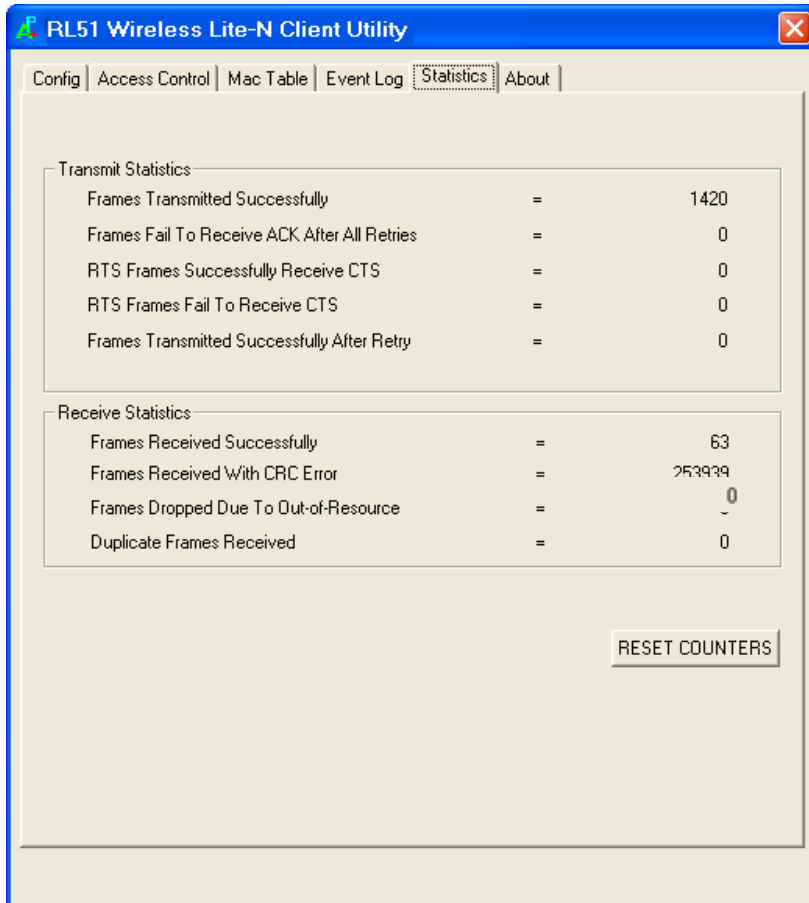 RL51 Wireless Lite-N Client Utility
Config Access Control Mac Table Event Log Statistics About
Transmit Statistics
Frames Transmitted Successfully = 1420
Frames Fail To Receive ACK After All Retries = 0
RTS Frames Successfully Receive CTS = 0
RTS Frames Fail To Receive CTS = 0
Frames Transmitted Successfully After Retry = 0
Receive Statistics
Frames Received Successfully = 63
Frames Received With CRC Error = 253939
Frames Dropped Due To Out-of-Resource = 0
Duplicate Frames Received = 0
RESET COUNTERS